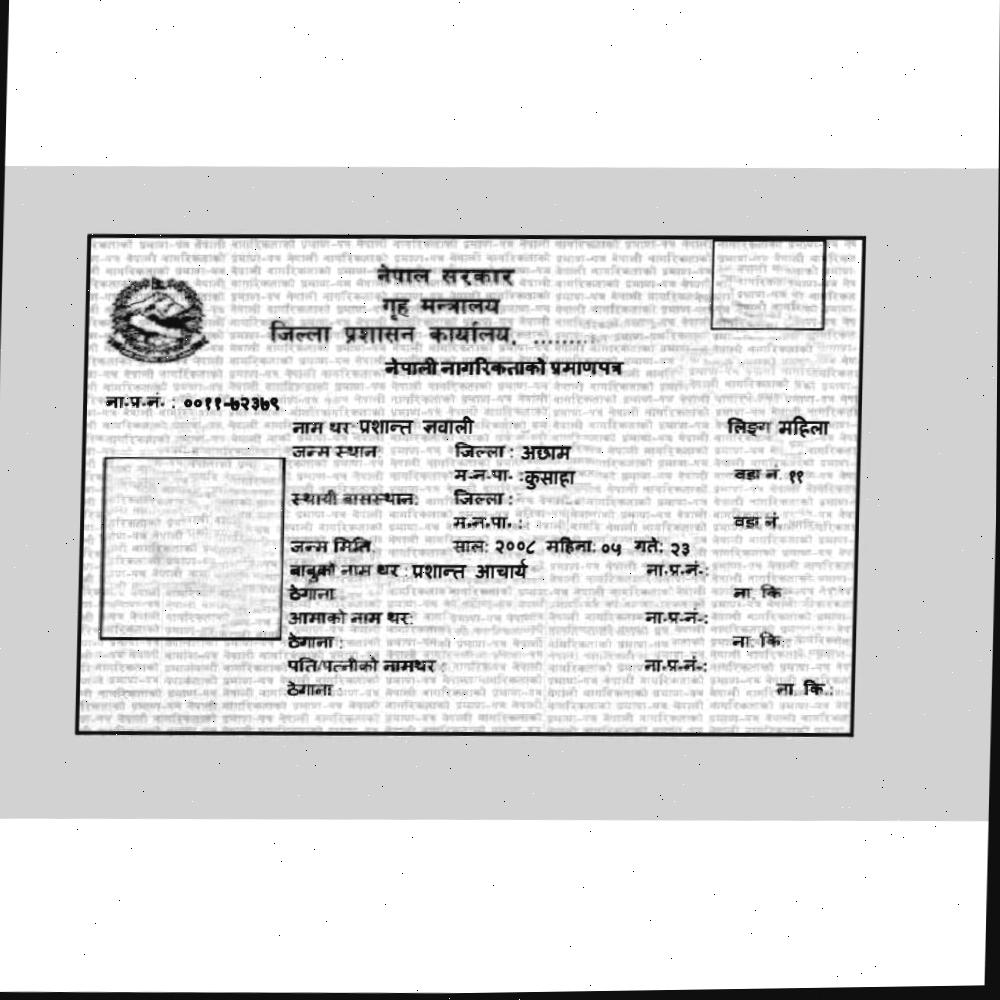 नेपाल सरकार
गृह मन्त्रालय
जिल्ला प्रशासन कार्यालय, ........
नेपाली नागरिकताको प्रमाणपत्र
ना.प्र.नं. : ००११-७२३७९
नाम थर: प्रशान्त नवाली लिङ्ग महिला
जन्म स्थान: जिल्ला : अछाम
म.न.पा. : कुसाहा वडा नं. ११
स्थायी बासस्थान: जिल्ला :
म.न.पा. : वडा नं.
जन्म मिति: साल: २००८ महिना: ०५ गते: २३
बाबुको नाम थर : प्रशान्त आचार्य ना.प्र.नं.:
ठेगाना ना. कि.
आमाको नाम थर: ना.प्र.नं.:
ठेगाना : ना. कि.:
पति/पत्नीको नामथर : ना.प्र.नं.:
ठेगाना : ना. कि.: